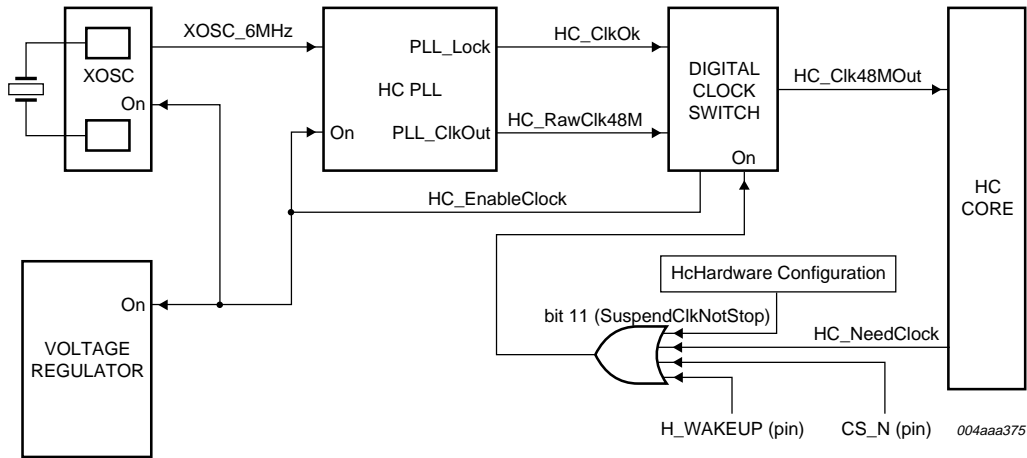 XOSC_6MHz
XOSC
On
PLL_Lock
HC PLL
On
PLL_ClkOut
HC_ClkOk
HC_RawClk48M
DIGITAL
CLOCK
SWITCH
On
HC_Clk48MOut
HC
CORE
HC_EnableClock
VOLTAGE
REGULATOR
On
HcHardware Configuration
bit 11 (SuspendClkNotStop)
HC_NeedClock
H_WAKEUP (pin)
CS_N (pin)
004aaa375